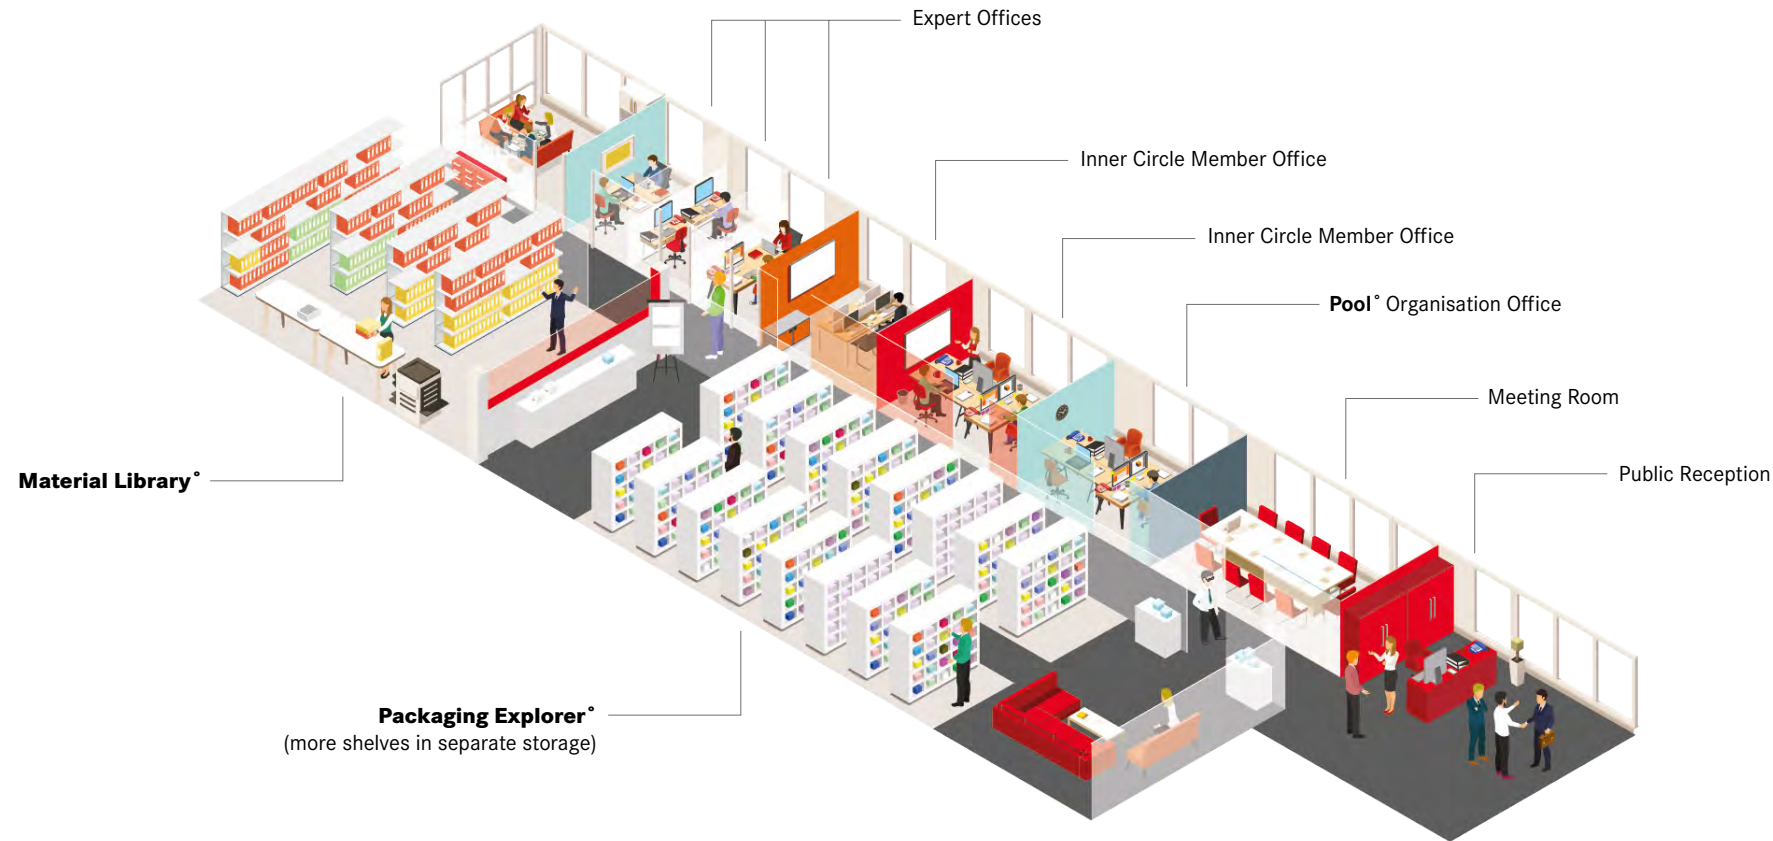 Expert Offices
Inner Circle Member Office
Inner Circle Member Office
Pool° Organisation Office
Meeting Room
Public Reception
Material Library°
Packaging Explorer°
(more shelves in separate storage)